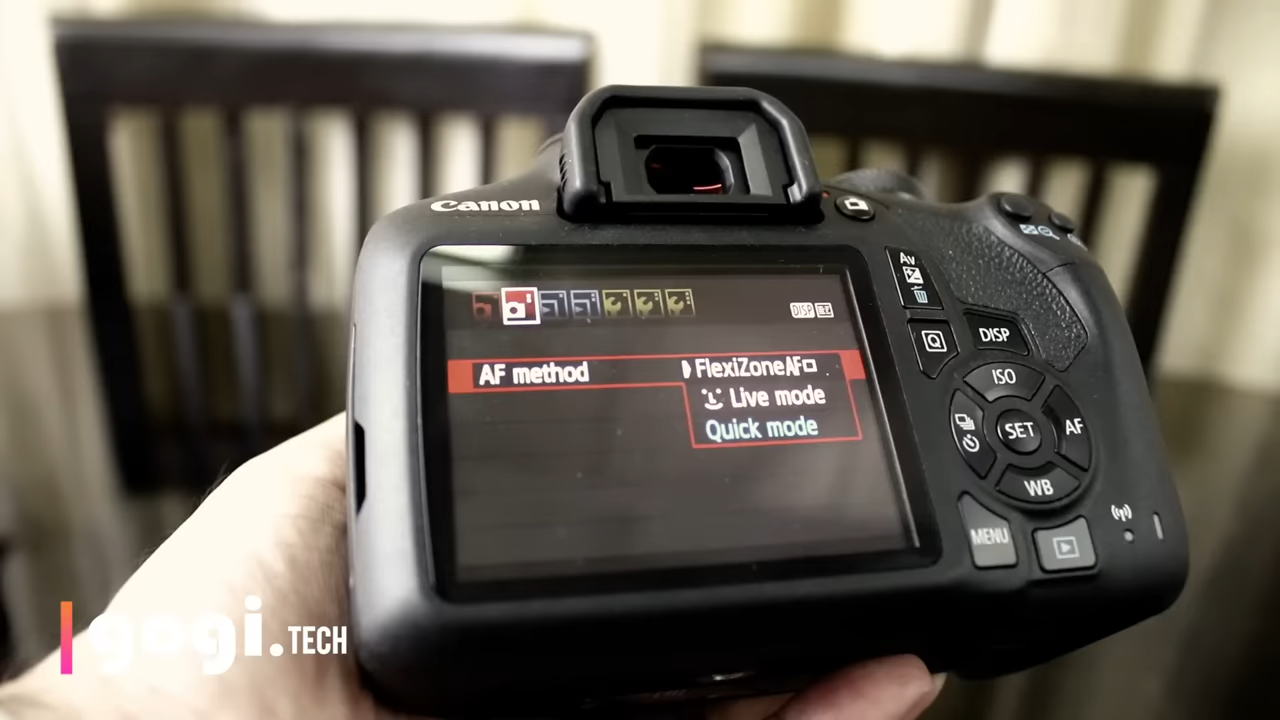 Canon
Av
Q
DISP
DISP
AF method
FlexiZoneAF
Live mode
Quick mode
ISO
SET
AF
WB
MENU
gogi.TECH